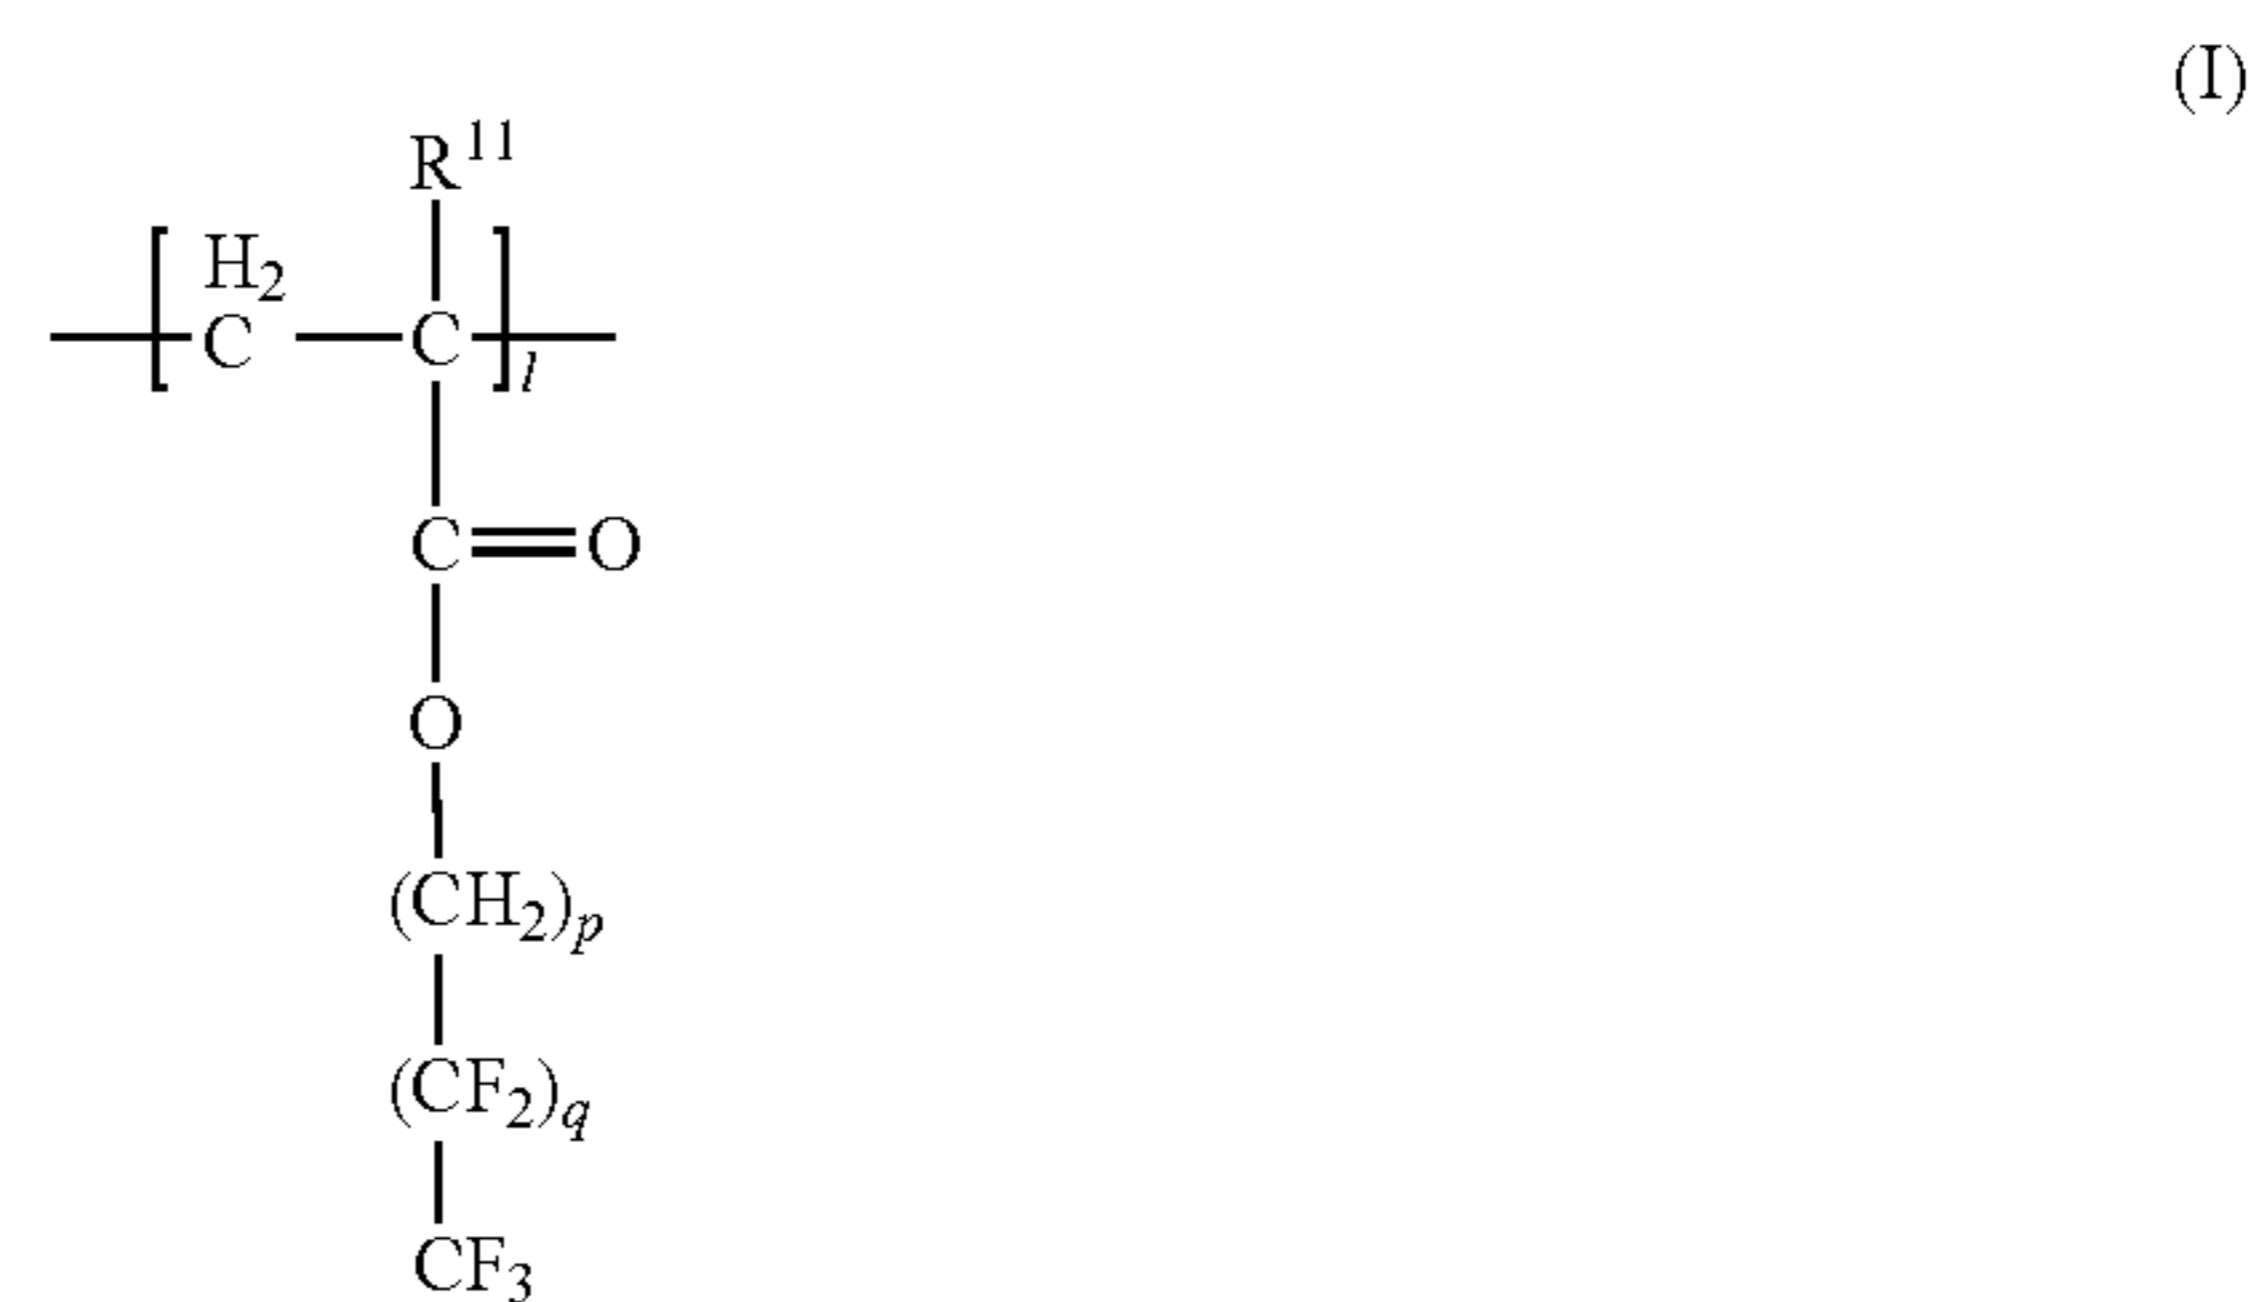 (I)
R¹¹
H₂
C C
l
C O
O
(CH₂)p
(CF₂)q
CF₃